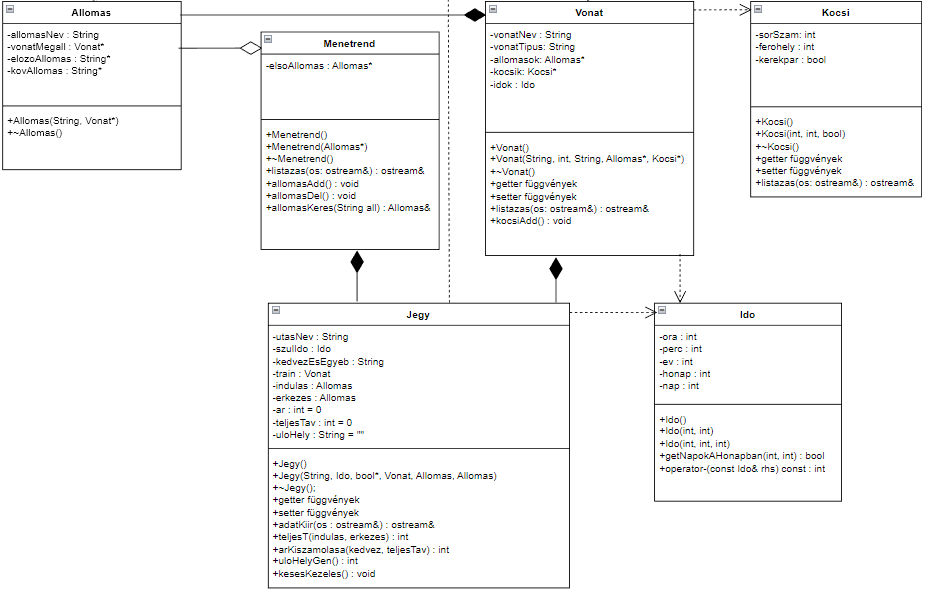 Allomas
-allomasNev : String
-vonatMegall : Vonat*
-elozoAllomas : String*
-kovAllomas : String*
+Allomas(String, Vonat*)
+~Allomas()
Menetrend
-elsoAllomas : Allomas*
+Menetrend()
+Menetrend(Allomas*)
+~Menetrend()
+listazas(os: ostream&) : ostream&
+allomasAdd() : void
+allomasDel() : void
+allomasKeres(String all) : Allomas&
Vonat
-vonatNev : String
-vonatTipus : String
-allomasok: Allomas*
-kocsik: Kocsi*
-idok : Ido
+Vonat()
+Vonat(String, int, String, Allomas*, Kocsi*)
+~Vonat()
+getter függvények
+setter függvények
+listazas(os: ostream&) : ostream&
+kocsiAdd() : void
Kocsi
-sorSzam: int
-ferohely : int
-kerekpar : bool
+Kocsi()
+Kocsi(int, int, bool)
+~Kocsi()
+getter függvények
+setter függvények
+listazas(os: ostream&) : ostream&
Jegy
-utasNev : String
-szulIdo : Ido
-kedvezEsEgyeb : String
-train : Vonat
-indulas : Allomas
-erkezes : Allomas
-ar : int = 0
-teljesTav : int = 0
-uloHely : String = ""
+Jegy()
+Jegy(String, Ido, bool*, Vonat, Allomas, Allomas)
+~Jegy();
+getter függvények
+setter függvények
+adatKiir(os : ostream&) : ostream&
+teljesT(indulas, erkezes) : int
+arKiszamolasa(kedvez, teljesTav) : int
+uloHelyGen() : int
+kesesKezeles() : void
Ido
-ora : int
-perc : int
-ev : int
-honap : int
-nap : int
+Ido()
+Ido(int, int)
+Ido(int, int, int)
+getNapokAHonapban(int, int) : bool
+operator-(const Ido& rhs) const : int